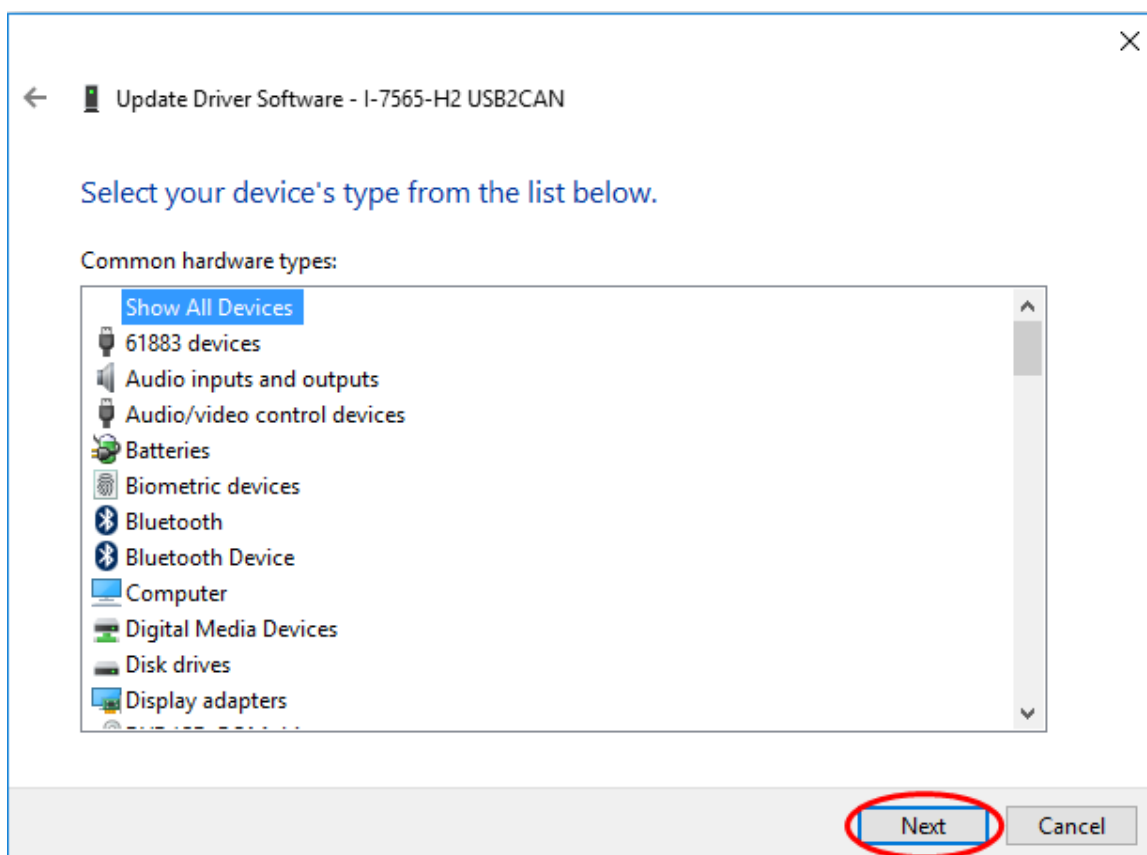 Update Driver Software - I-7565-H2 USB2CAN
Select your device's type from the list below.
Common hardware types:
Show All Devices
61883 devices
Audio inputs and outputs
Audio/video control devices
Batteries
Biometric devices
Bluetooth
Bluetooth Device
Computer
Digital Media Devices
Disk drives
Display adapters
Next
Cancel